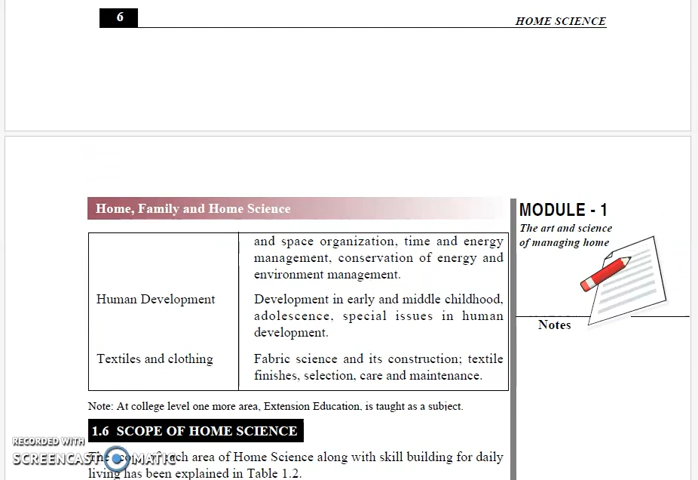 6
HOME SCIENCE
Home, Family and Home Science
MODULE - 1
The art and science
of managing home
Notes
and space organization, time and energy
management, conservation of energy and
environment management.
Human Development
Development in early and middle childhood,
adolescence, special issues in human
development.
Textiles and clothing
Fabric science and its construction; textile
finishes, selection, care and maintenance.
Note: At college level one more area, Extension Education, is taught as a subject.
1.6 SCOPE OF HOME SCIENCE
The each area of Home Science along with skill building for daily
living has been explained in Table 1.2.
RECORDED WITH
SCREENCAST MATIC